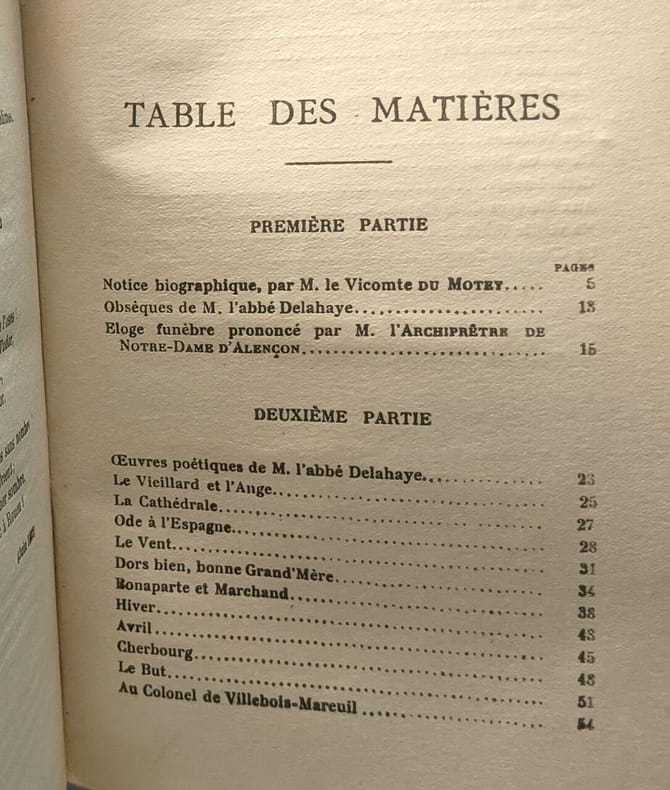 TABLE DES MATIÈRES
PREMIÈRE PARTIE
PAGES
Notice biographique, par M. le Vicomte DU MOTEY..... 5
Obsèques de M. l'abbé Delahaye....................... 13
Eloge funèbre prononcé par M. l'ARCHIPRÊTRE DE
NOTRE-DAME D'ALENÇON............................... 15
DEUXIÈME PARTIE
Œuvres poétiques de M. l'abbé Delahaye.............. 23
Le Vieillard et l'Ange............................... 25
La Cathédrale........................................ 27
Ode à l'Espagne...................................... 28
Le Vent.............................................. 31
Dors bien, bonne Grand'Mère......................... 34
Bonaparte et Marchand............................... 38
Hiver................................................ 43
Avril................................................ 45
Cherbourg............................................ 48
Le But............................................... 51
Au Colonel de Villebois-Mareuil ..................... 54